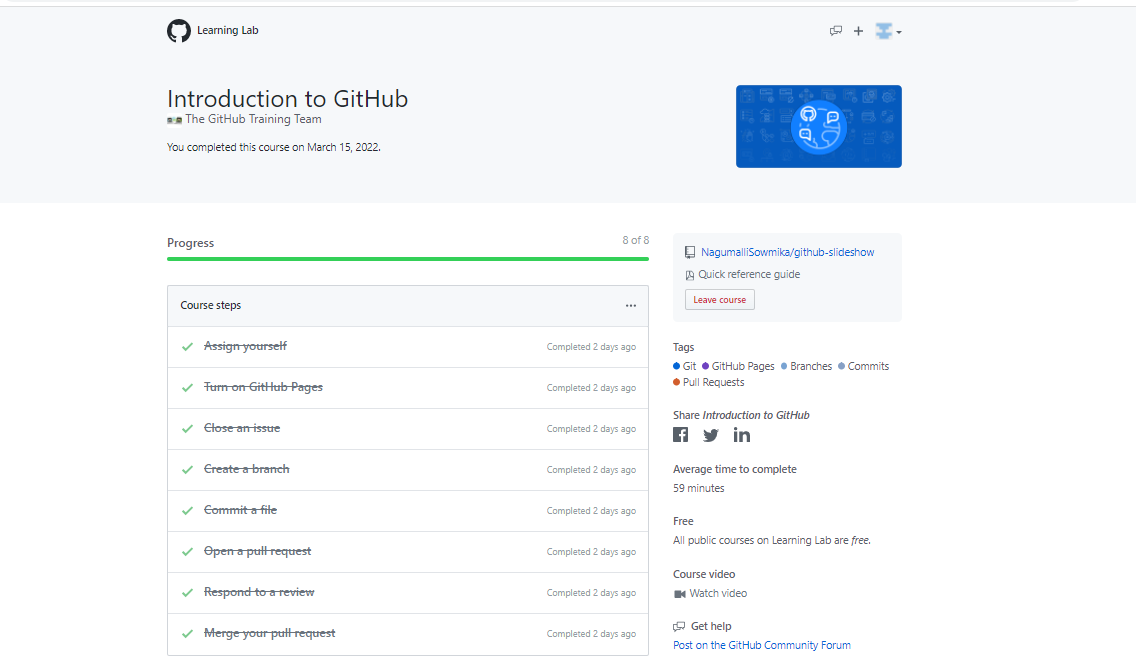 Learning Lab
Introduction to GitHub
The GitHub Training Team
You completed this course on March 15, 2022.
Progress
8 of 8
Course steps
Assign yourself
Completed 2 days ago
Turn on GitHub Pages
Completed 2 days ago
Close an issue
Completed 2 days ago
Create a branch
Completed 2 days ago
Commit a file
Completed 2 days ago
Open a pull request
Completed 2 days ago
Respond to a review
Completed 2 days ago
Merge your pull request
Completed 2 days ago
NagumalliSowmika/github-slideshow
Quick reference guide
Leave course
Tags
Git GitHub Pages Branches Commits
Pull Requests
Share Introduction to GitHub
Average time to complete
59 minutes
Free
All public courses on Learning Lab are free.
Course video
Watch video
Get help
Post on the GitHub Community Forum